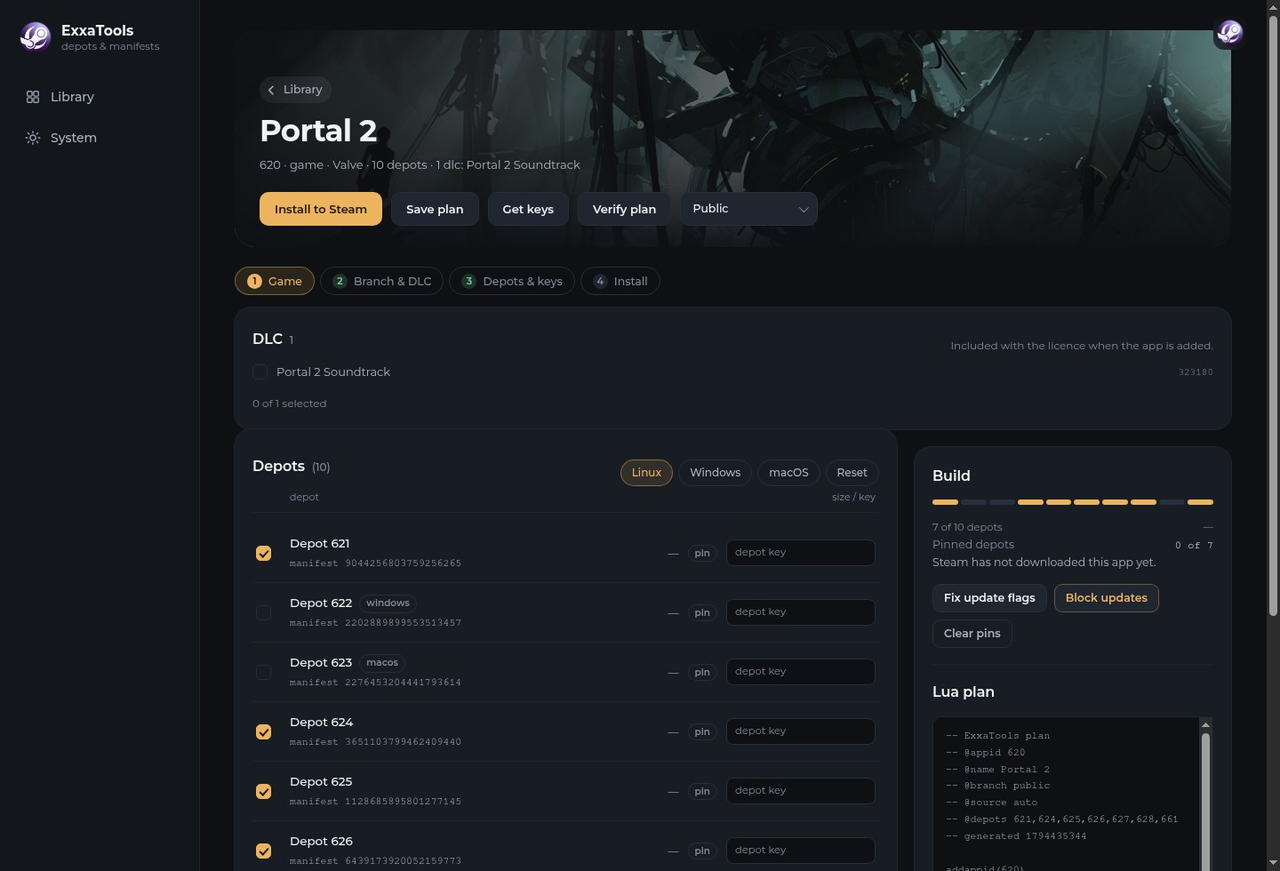 ExxaTools
depots & manifests
Library
System
Library
Portal 2
620 · game · Valve · 10 depots · 1 dlc: Portal 2 Soundtrack
Install to Steam
Save plan
Get keys
Verify plan
Public
1 Game
2 Branch & DLC
3 Depots & keys
4 Install
DLC 1
Included with the licence when the app is added.
Portal 2 Soundtrack
323180
0 of 1 selected
Depots (10)
Linux
Windows
macOS
Reset
depot
size / key
Depot 621
manifest 9044256803759256265
— pin depot key
Depot 622 windows
manifest 2202889899553513457
— pin depot key
Depot 623 macos
manifest 2276453204441793614
— pin depot key
Depot 624
manifest 3651103799462409440
— pin depot key
Depot 625
manifest 1128685895801277145
— pin depot key
Depot 626
manifest 6439173920052159773
— pin depot key
Build
7 of 10 depots —
Pinned depots 0 of 7
Steam has not downloaded this app yet.
Fix update flags
Block updates
Clear pins
Lua plan
-- ExxaTools plan
-- @appid 620
-- @name Portal 2
-- @branch public
-- @source auto
-- @depots 621,624,625,626,627,628,661
-- generated 1794435344
addappid(620)